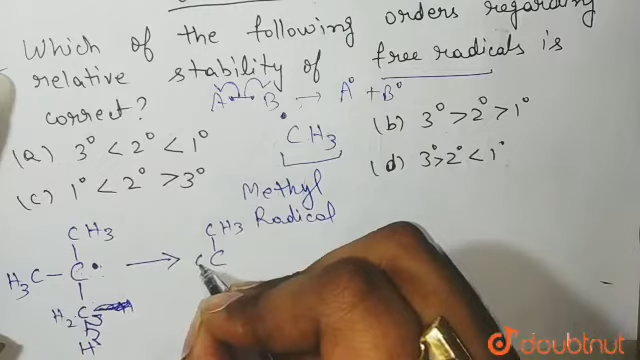 Which of the following orders regarding
relative stability of free radicals is
correct?
A — B → A° + B°
(a) 3° < 2° < 1°
(b) 3° > 2° > 1°
(c) 1° < 2° > 3°
(d) 3° > 2° < 1°
•
CH3
Methyl
Radical
CH3
H3C — C •
H2C
H
→
CH3
C
doubtnut